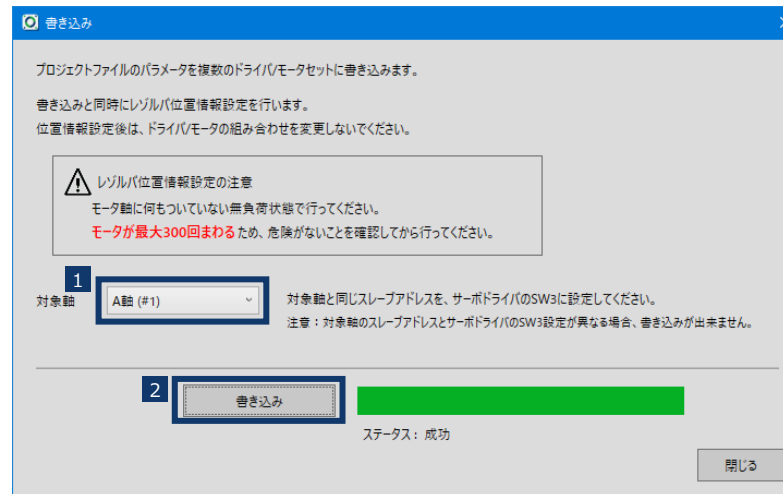 書き込み
プロジェクトファイルのパラメータを複数のドライバ/モータセットに書き込みます。
書き込みと同時にレゾルバ位置情報設定を行います。
位置情報設定後は、ドライバ/モータの組み合わせを変更しないでください。
レゾルバ位置情報設定の注意
モータ軸に何もついていない無負荷状態で行ってください。
モータが最大300回まわるため、危険がないことを確認してから行ってください。
1
対象軸 A軸 (#1) 対象軸と同じスレーブアドレスを、サーボドライバのSW3に設定してください。
注意：対象軸のスレーブアドレスとサーボドライバのSW3設定が異なる場合、書き込みが出来ません。
2
書き込み
ステータス： 成功
閉じる